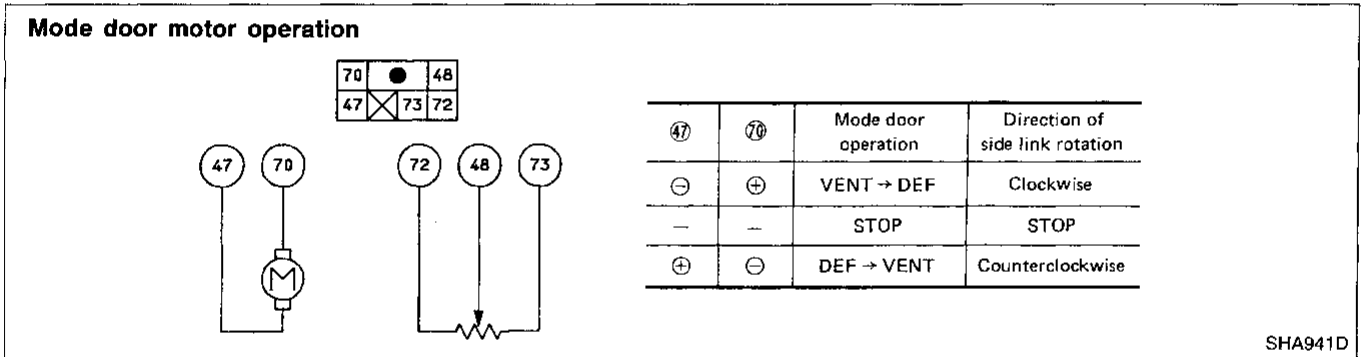 Mode door motor operation
70 ● 48
47 73 72
47 70 72 48 73
M
㊼ 70 Mode door operation Direction of side link rotation
⊖ ⊕ VENT → DEF Clockwise
— — STOP STOP
⊕ ⊖ DEF → VENT Counterclockwise
SHA941D